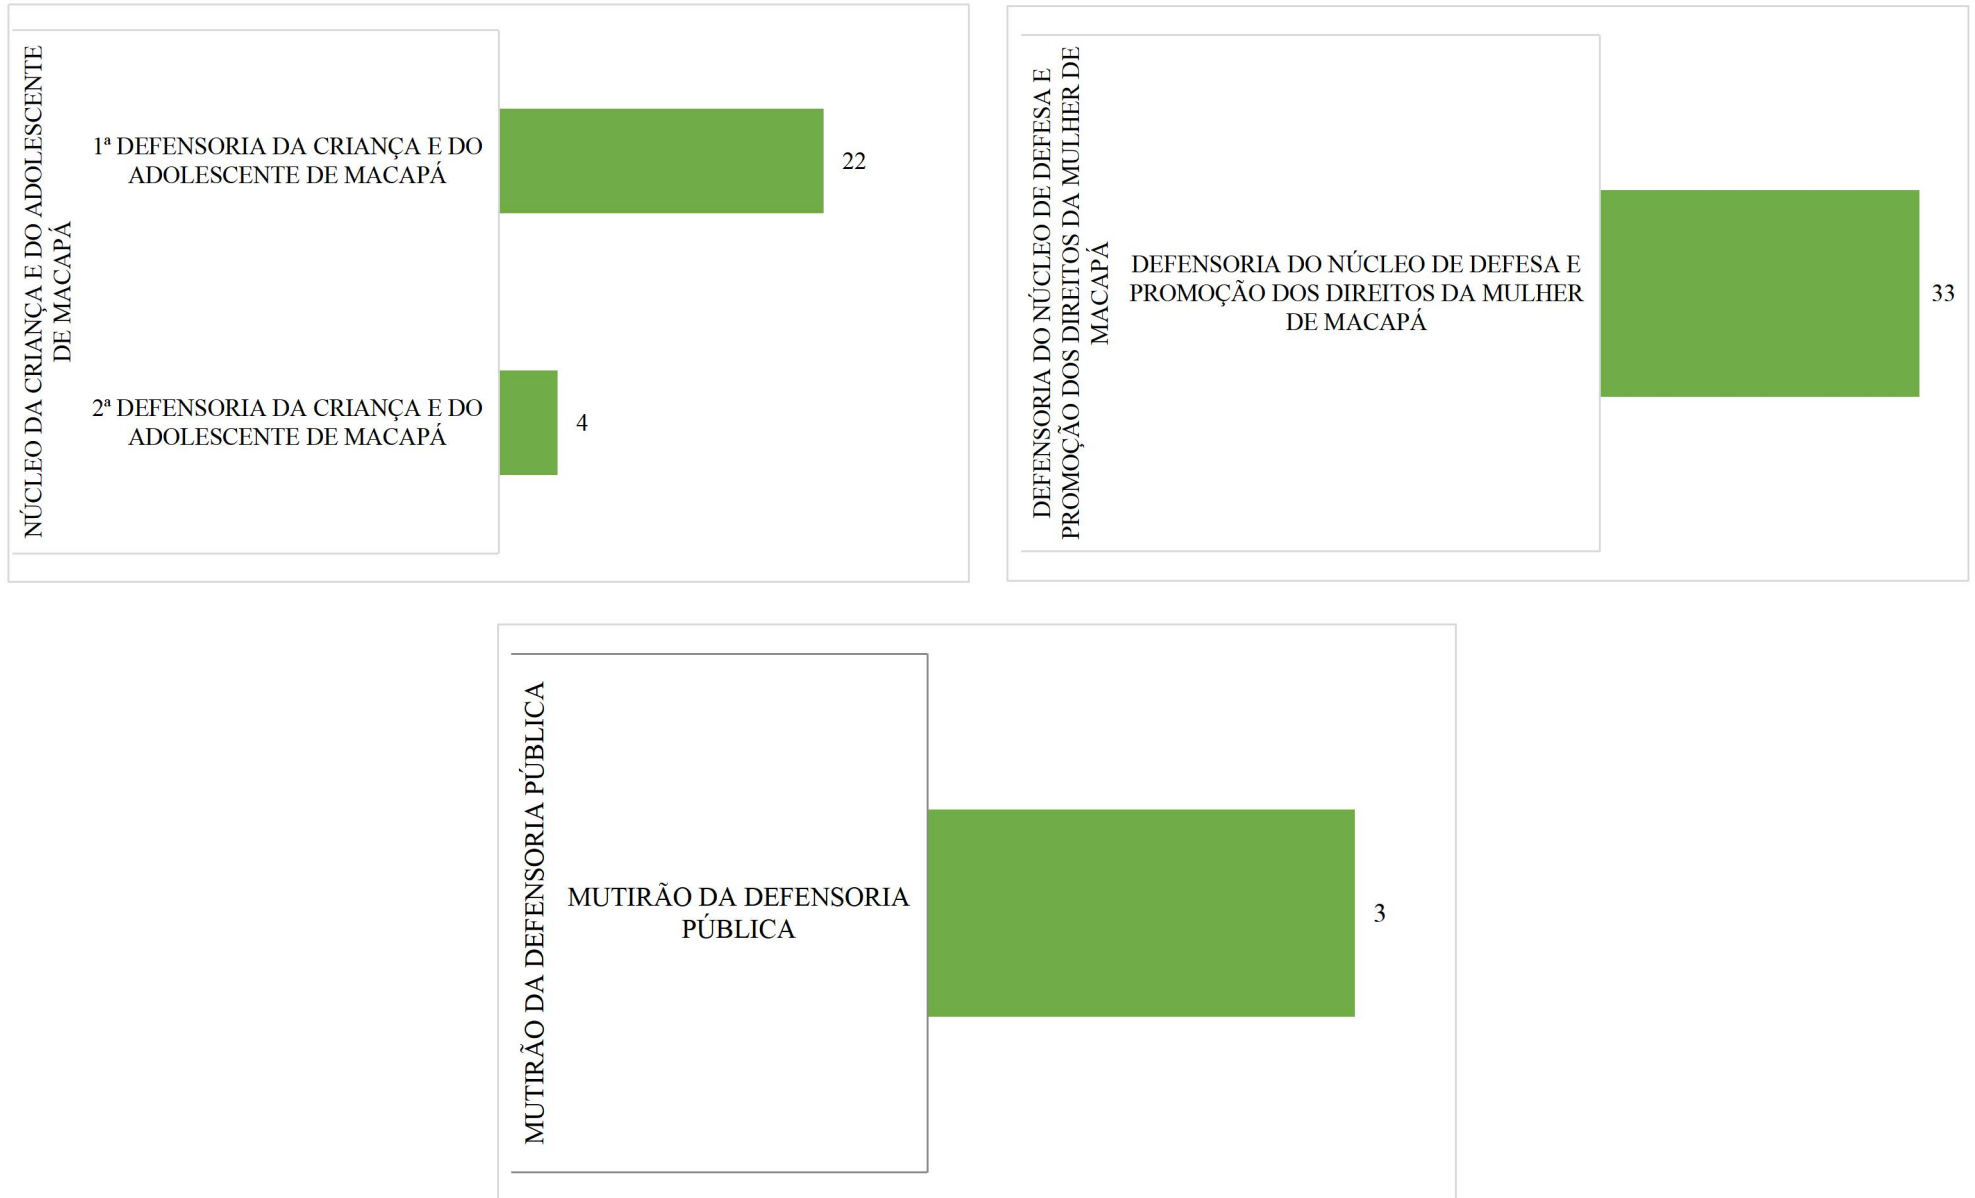 NÚCLEO DA CRIANÇA E DO ADOLESCENTE
DE MACAPÁ
1ª DEFENSORIA DA CRIANÇA E DO
ADOLESCENTE DE MACAPÁ
22
2ª DEFENSORIA DA CRIANÇA E DO
ADOLESCENTE DE MACAPÁ
4
DEFENSORIA DO NÚCLEO DE DEFESA E
PROMOÇÃO DOS DIREITOS DA MULHER DE
MACAPÁ
DEFENSORIA DO NÚCLEO DE DEFESA E
PROMOÇÃO DOS DIREITOS DA MULHER
DE MACAPÁ
33
MUTIRÃO DA DEFENSORIA PÚBLICA
MUTIRÃO DA DEFENSORIA
PÚBLICA
3